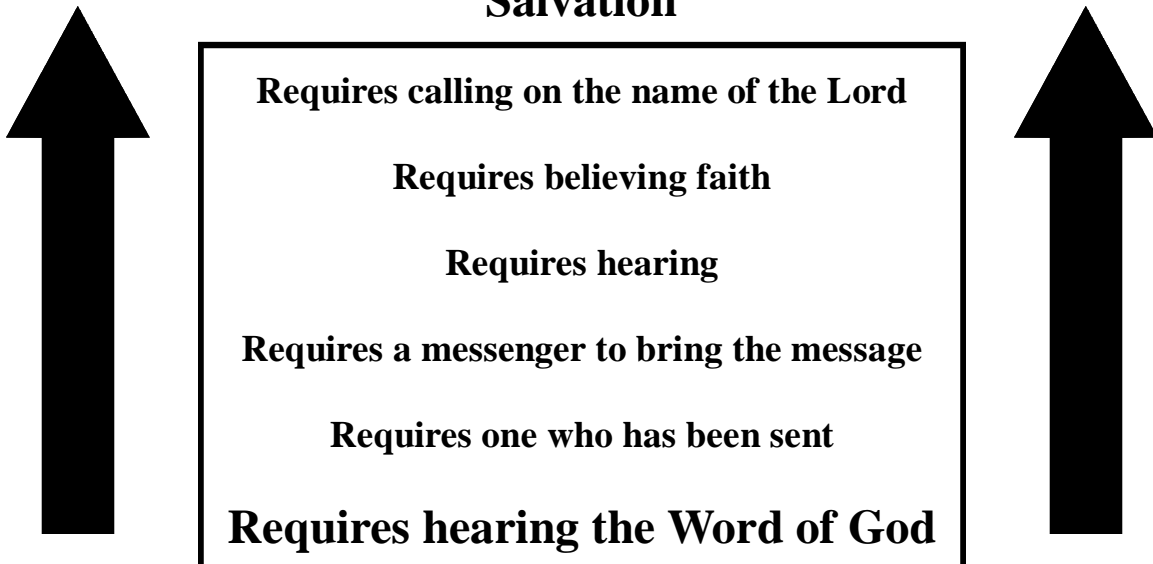 Salvation
Requires calling on the name of the Lord
Requires believing faith
Requires hearing
Requires a messenger to bring the message
Requires one who has been sent
Requires hearing the Word of God